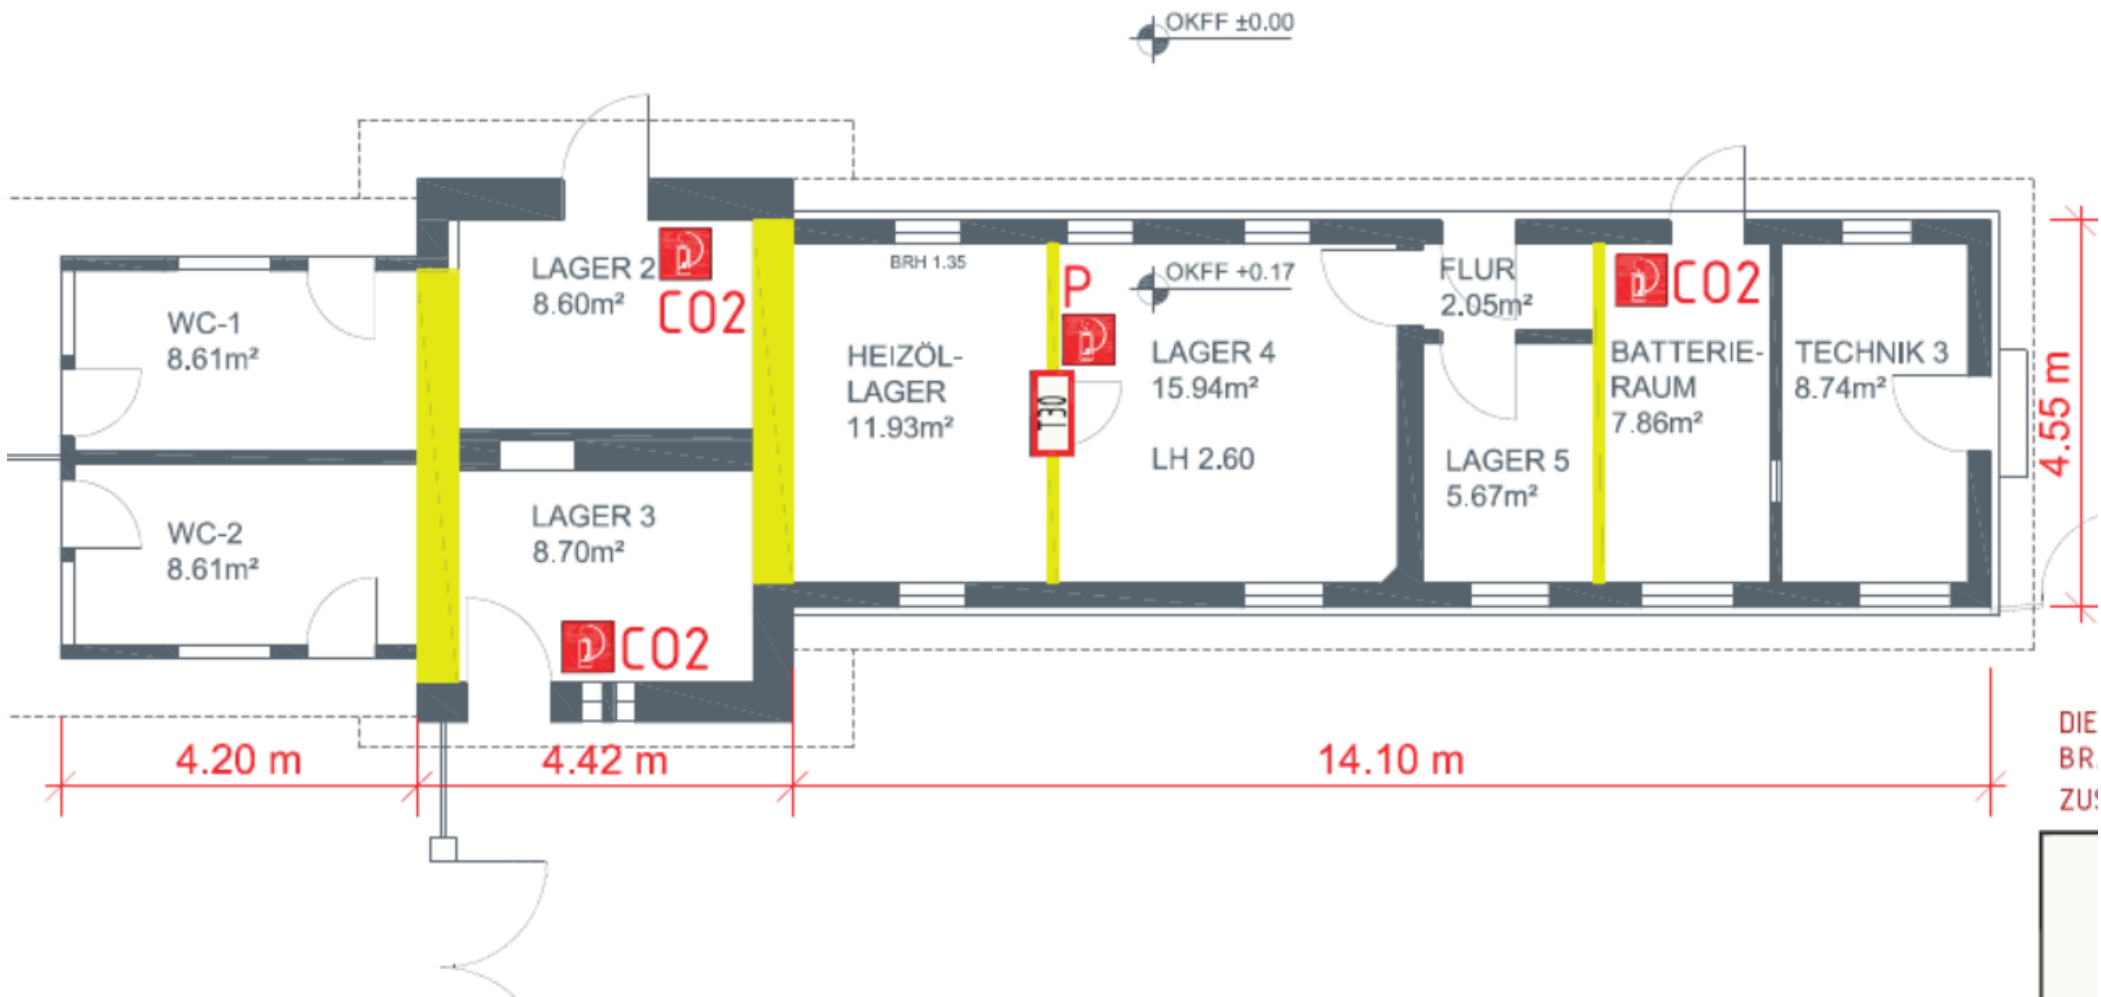 OKFF ±0.00
LAGER 2
8.60m²
CO2
BRH 1.35
P
OKFF +0.17
FLUR
2.05m²
CO2
WC-1
8.61m²
HEIZÖL-
LAGER
11.93m²
T30
LAGER 4
15.94m²
LH 2.60
BATTERIE-
RAUM
7.86m²
TECHNIK 3
8.74m²
4.55 m
LAGER 5
5.67m²
WC-2
8.61m²
LAGER 3
8.70m²
CO2
4.20 m
4.42 m
14.10 m
DIE
BR